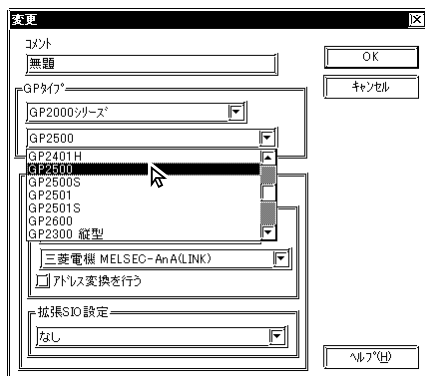 変更
コメント
無題
OK
キャンセル
GPﾀｲﾌﾟ
GP2000ｼﾘｰｽﾞ
GP2500
GP2401H
GP2500
GP2500S
GP2501
GP2501S
GP2600
GP2300 縦型
三菱電機 MELSEC-AnA(LINK)
ｱﾄﾞﾚｽ変換を行う
拡張SIO設定
なし
ﾍﾙﾌﾟ(H)